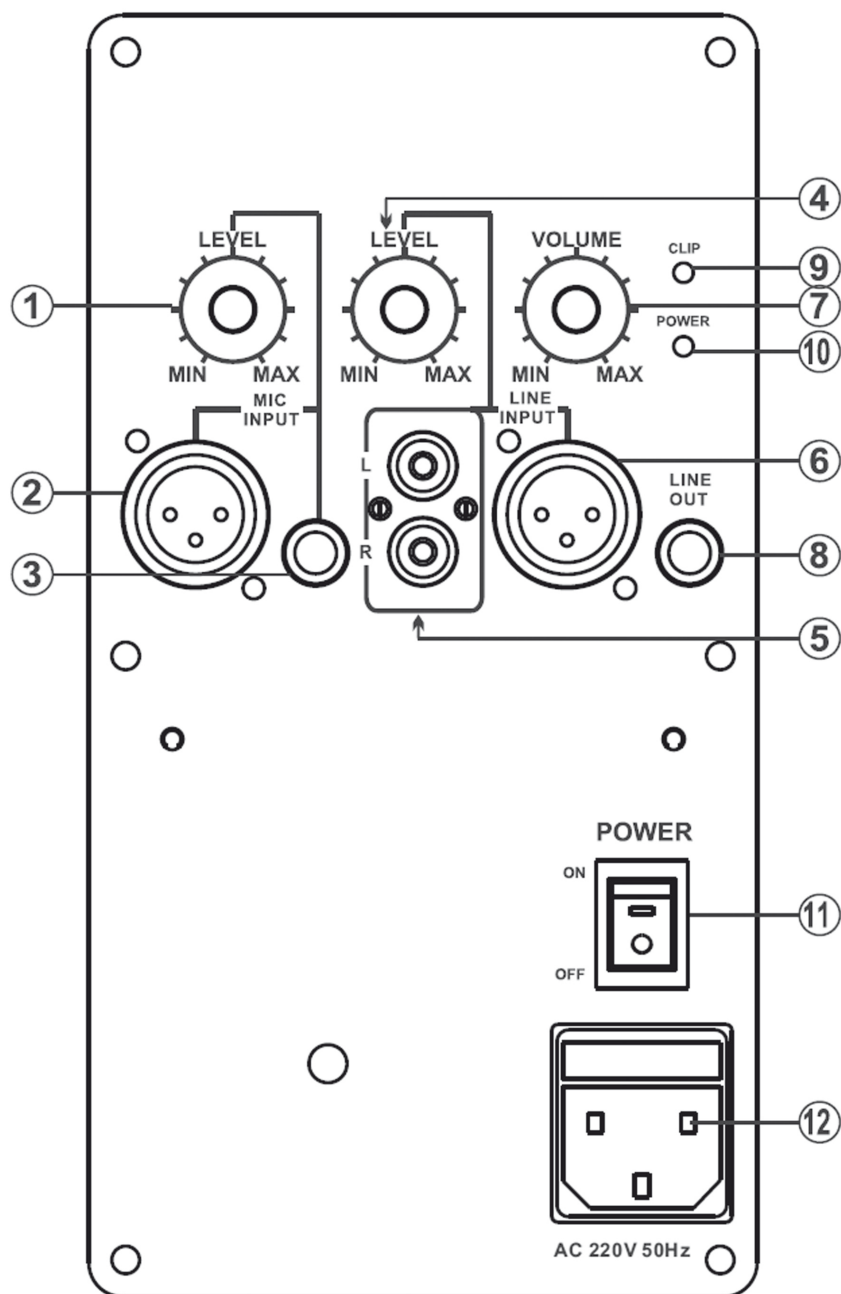 4
LEVEL LEVEL VOLUME CLIP 9
1 7
POWER 10
MIN MAX MIN MAX MIN MAX
MIC
INPUT
LINE
INPUT
L 6
2 LINE
OUT
R
3 8
5
POWER
ON
11
OFF
12
AC 220V 50Hz